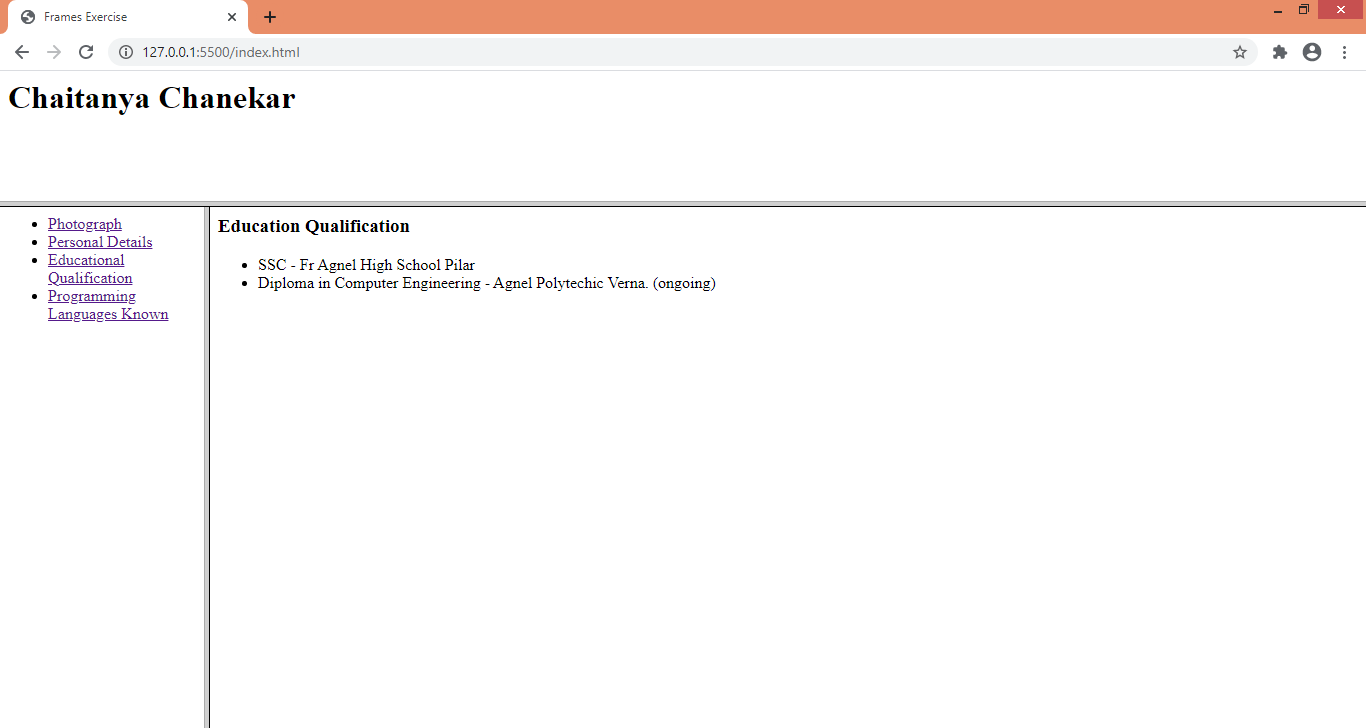 Frames Exercise
127.0.0.1:5500/index.html
Chaitanya Chanekar
Photograph
Personal Details
Educational
Qualification
Programming
Languages Known
Education Qualification
SSC - Fr Agnel High School Pilar
Diploma in Computer Engineering - Agnel Polytechic Verna. (ongoing)